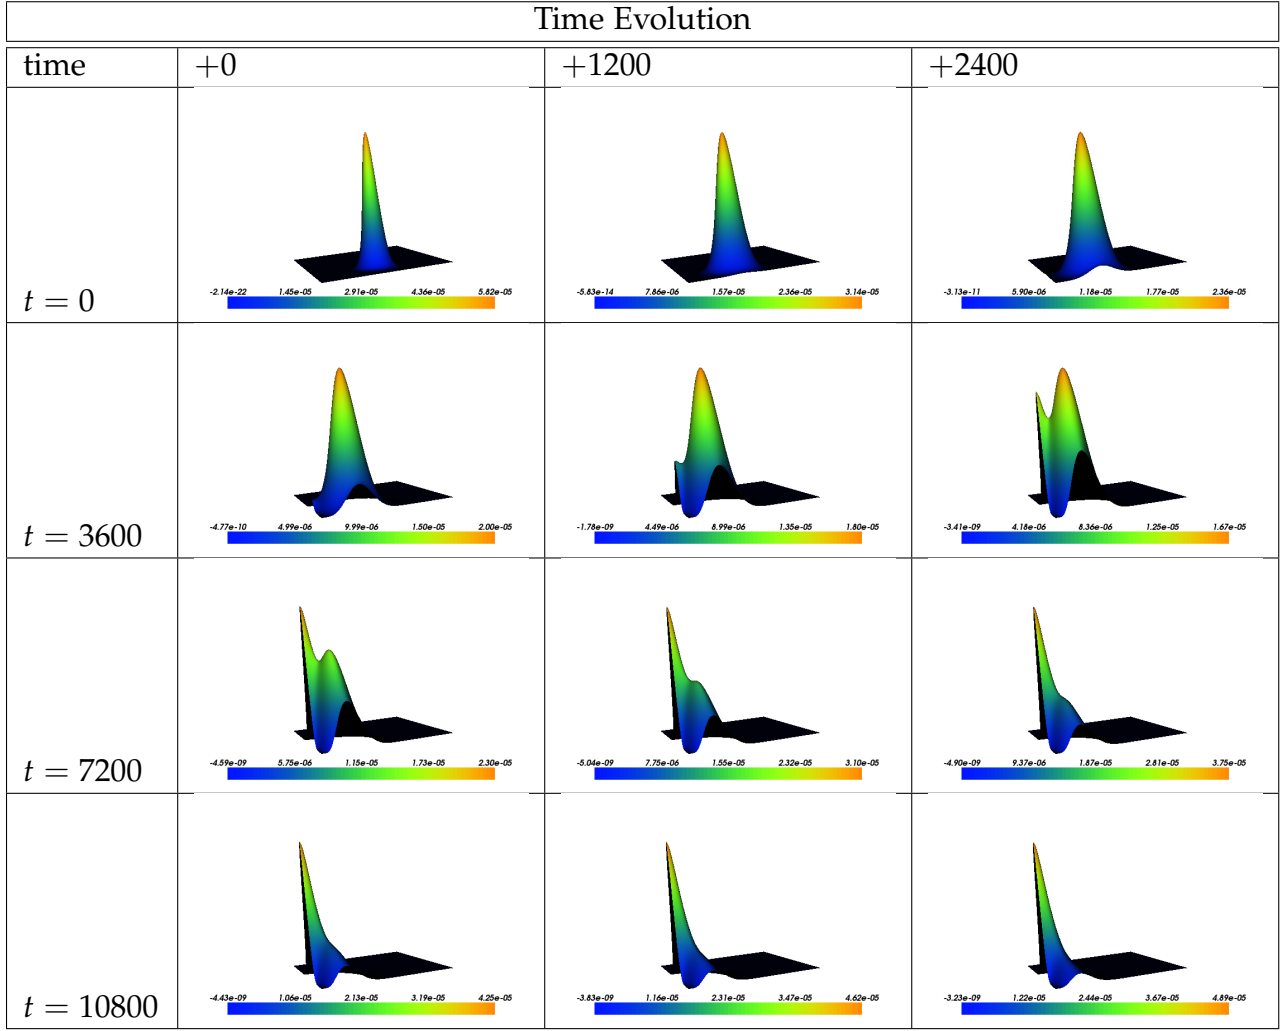 Time Evolution
time +0 +1200 +2400
-2.14e-22 1.45e-05 2.91e-05 4.36e-05 5.82e-05 -5.83e-14 7.86e-06 1.57e-05 2.36e-05 3.14e-05 -3.13e-11 5.90e-06 1.18e-05 1.77e-05 2.36e-05
t = 0
-4.77e-10 4.99e-06 9.99e-06 1.50e-05 2.00e-05 -1.78e-09 4.49e-06 8.99e-06 1.35e-05 1.80e-05 -3.41e-09 4.18e-06 8.36e-06 1.25e-05 1.67e-05
t = 3600
-4.59e-09 5.75e-06 1.15e-05 1.73e-05 2.30e-05 -5.04e-09 7.75e-06 1.55e-05 2.32e-05 3.10e-05 -4.90e-09 9.37e-06 1.87e-05 2.81e-05 3.75e-05
t = 7200
-4.43e-09 1.06e-05 2.13e-05 3.19e-05 4.25e-05 -3.83e-09 1.16e-05 2.31e-05 3.47e-05 4.62e-05 -3.23e-09 1.22e-05 2.44e-05 3.67e-05 4.89e-05
t = 10800